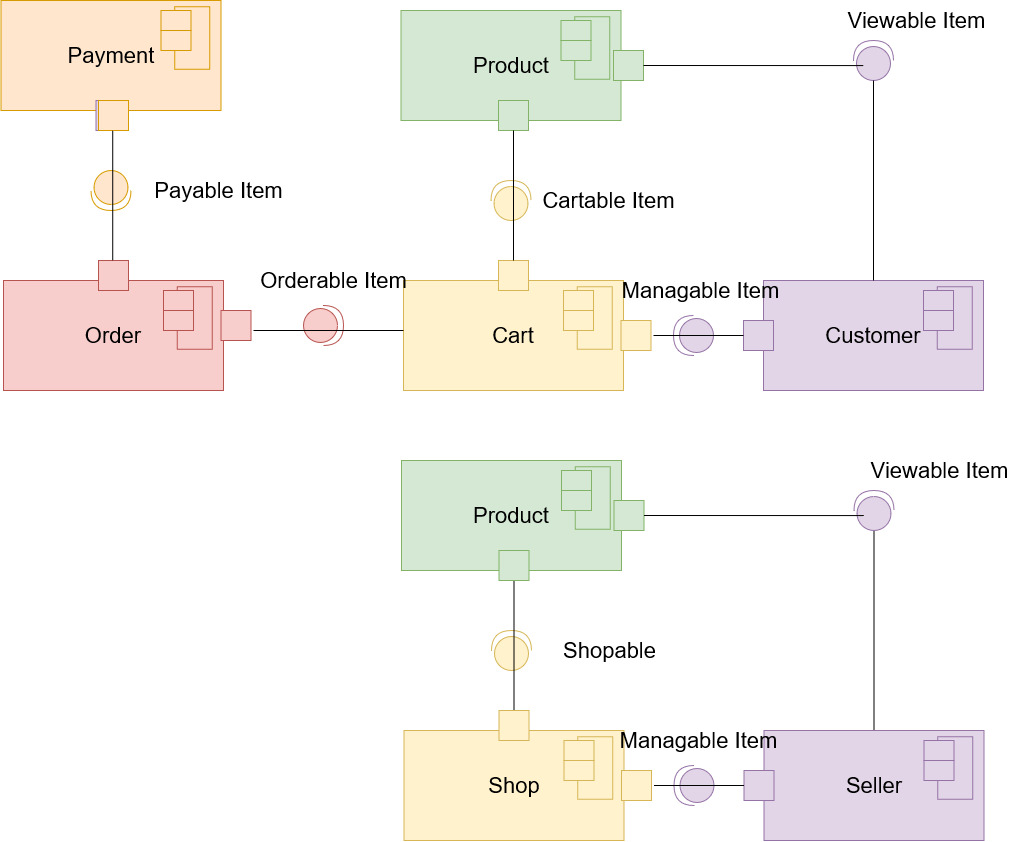 Viewable Item
Payment
Product
Payable Item
Cartable Item
Orderable Item
Managable Item
Order
Cart
Customer
Viewable Item
Product
Shopable
Managable Item
Shop
Seller